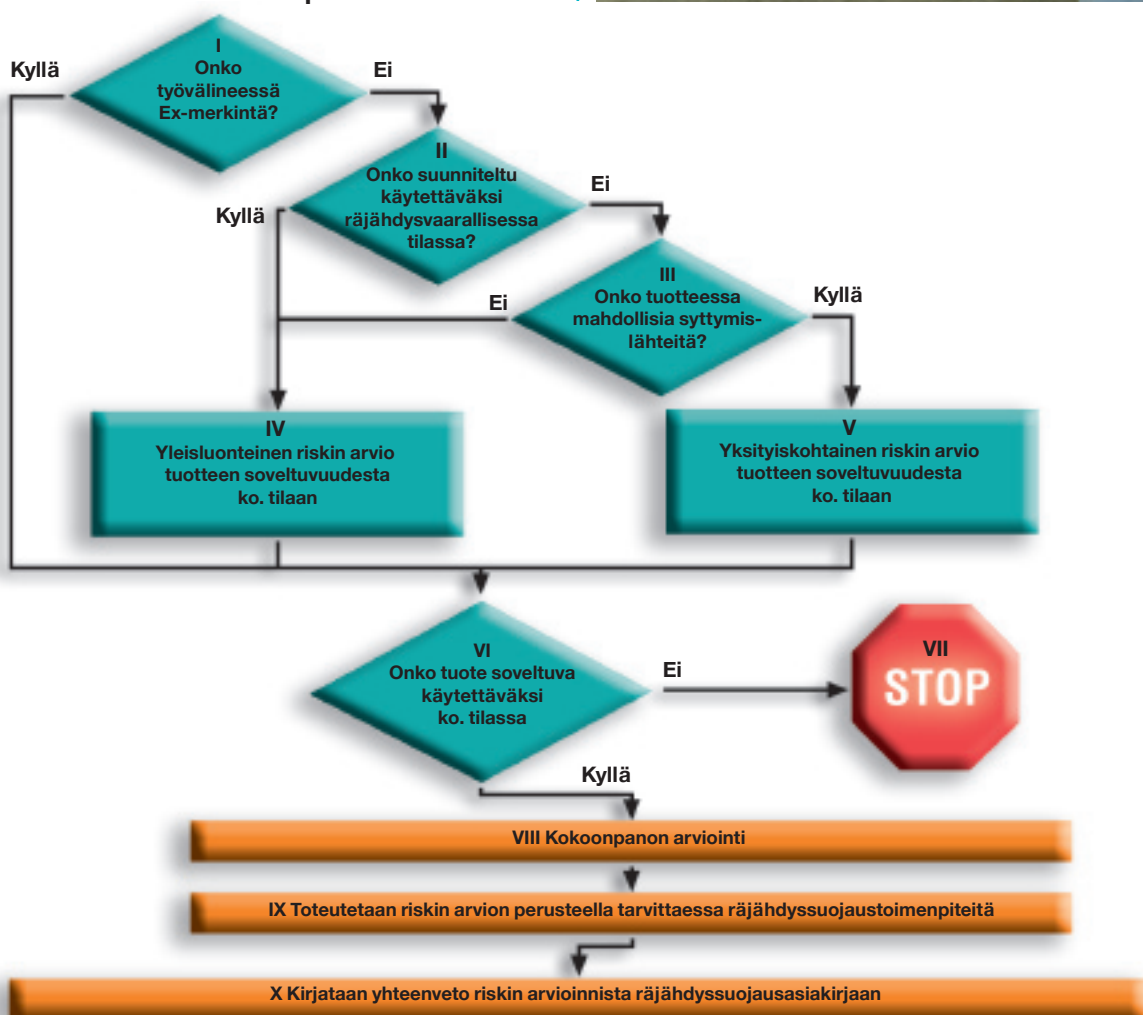 I
Onko
työvälineessä
Ex-merkintä?
Kyllä
Ei
II
Onko suunniteltu
käytettäväksi
räjähdysvaarallisessa
tilassa?
Kyllä
Ei
III
Onko tuotteessa
mahdollisia syttymis-
lähteitä?
Ei
Kyllä
IV
Yleisluonteinen riskin arvio
tuotteen soveltuvuudesta
ko. tilaan
V
Yksityiskohtainen riskin arvio
tuotteen soveltuvuudesta
ko. tilaan
VI
Onko tuote soveltuva
käytettäväksi
ko. tilassa
Ei
VII
STOP
Kyllä
VIII Kokoonpanon arviointi
IX Toteutetaan riskin arvion perusteella tarvittaessa räjähdyssuojaustoimenpiteitä
X Kirjataan yhteenveto riskin arvioinnista räjähdyssuojausasiakirjaan